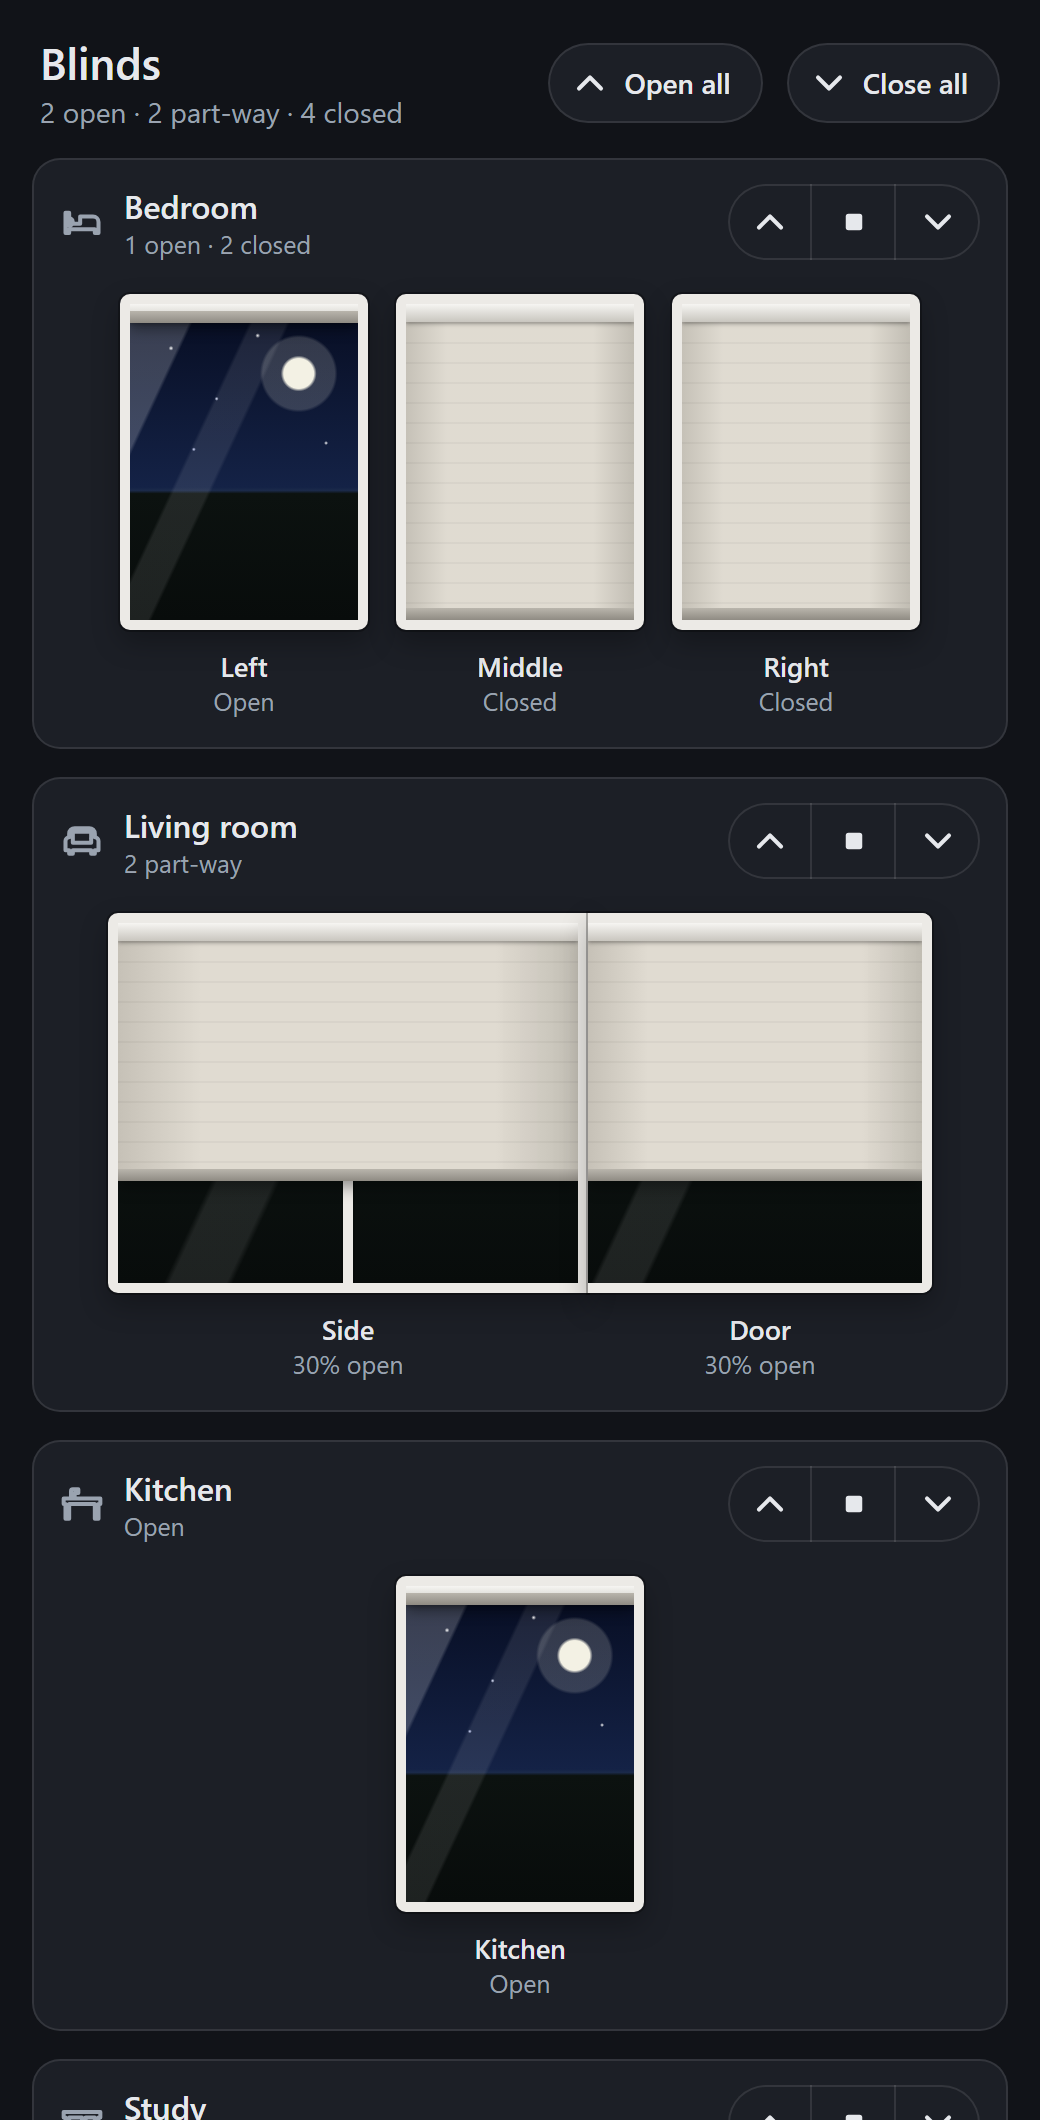 Blinds
2 open · 2 part-way · 4 closed
Open all
Close all
Bedroom
1 open · 2 closed
Left
Open
Middle
Closed
Right
Closed
Living room
2 part-way
Side
30% open
Door
30% open
Kitchen
Open
Kitchen
Open
Study